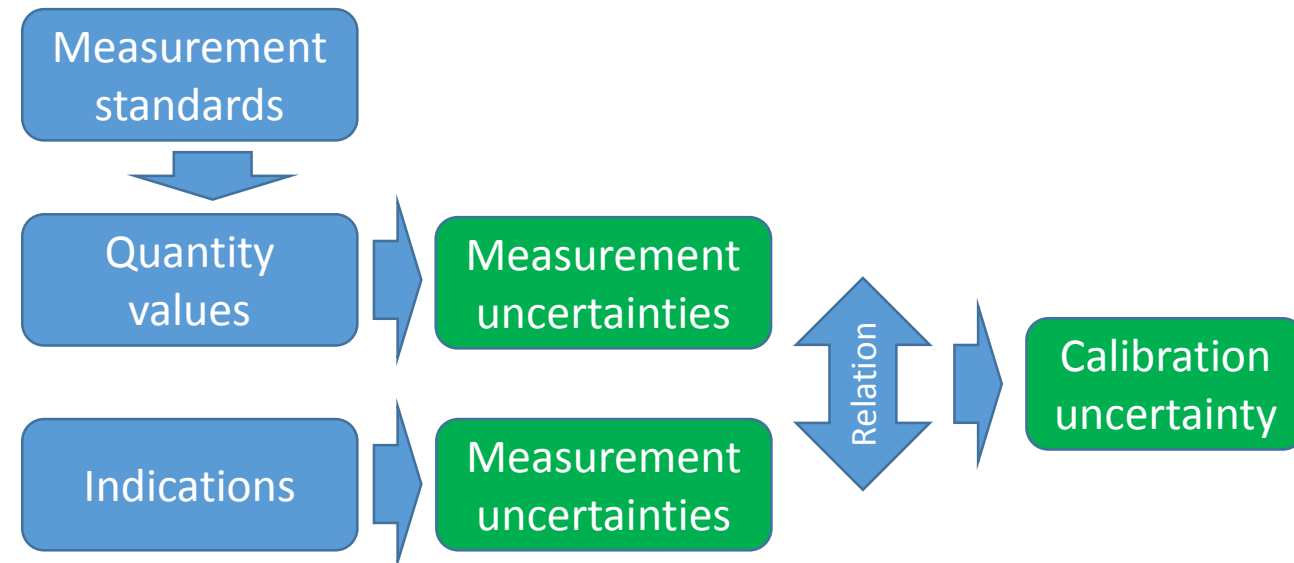 Measurement
standards
Quantity
values
Measurement
uncertainties
Indications
Measurement
uncertainties
Relation
Calibration
uncertainty